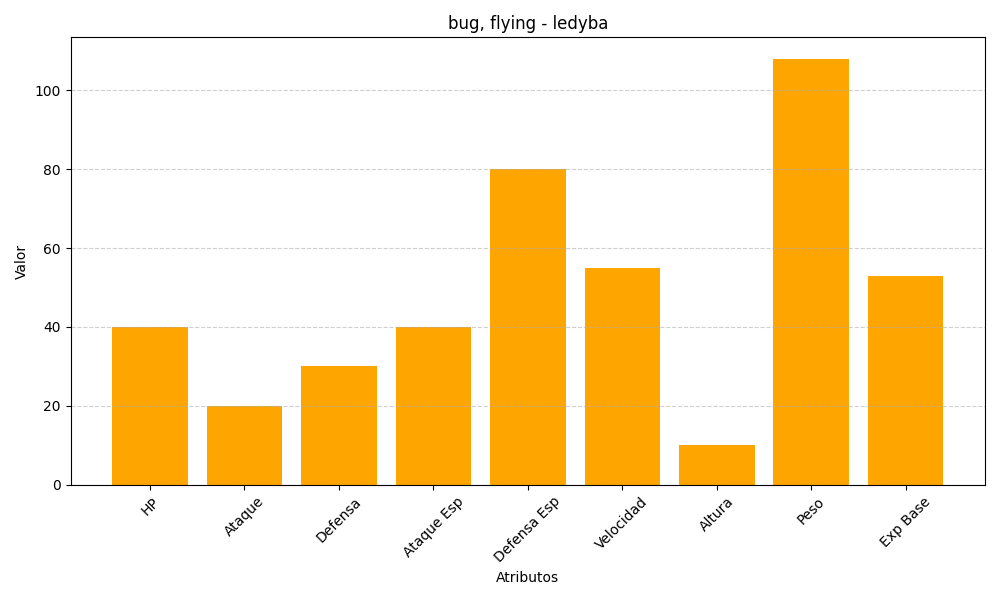 bug, flying - ledyba
Valor
100
80
60
40
20
0
HP
Ataque
Defensa
Ataque Esp
Defensa Esp
Velocidad
Altura
Peso
Exp Base
Atributos